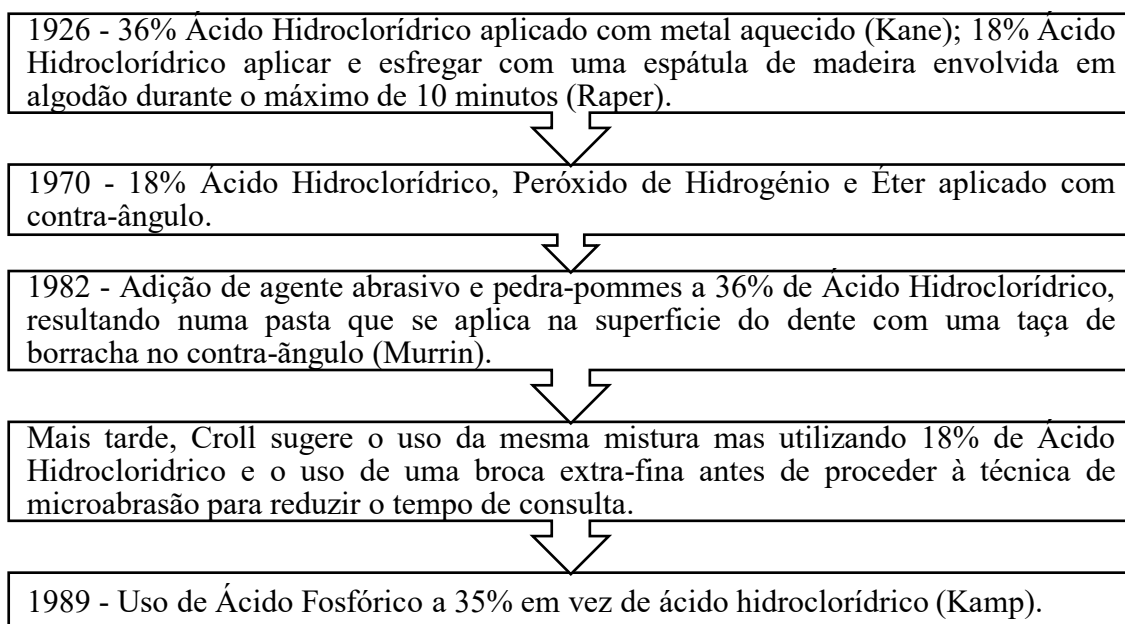 1926 - 36% Ácido Hidroclorídrico aplicado com metal aquecido (Kane); 18% Ácido
Hidroclorídrico aplicar e esfregar com uma espátula de madeira envolvida em
algodão durante o máximo de 10 minutos (Raper).
1970 - 18% Ácido Hidroclorídrico, Peróxido de Hidrogénio e Éter aplicado com
contra-ângulo.
1982 - Adição de agente abrasivo e pedra-pommes a 36% de Ácido Hidroclorídrico,
resultando numa pasta que se aplica na superficie do dente com uma taça de
borracha no contra-ãngulo (Murrin).
Mais tarde, Croll sugere o uso da mesma mistura mas utilizando 18% de Ácido
Hidrocloridrico e o uso de uma broca extra-fina antes de proceder à técnica de
microabrasão para reduzir o tempo de consulta.
1989 - Uso de Ácido Fosfórico a 35% em vez de ácido hidroclorídrico (Kamp).